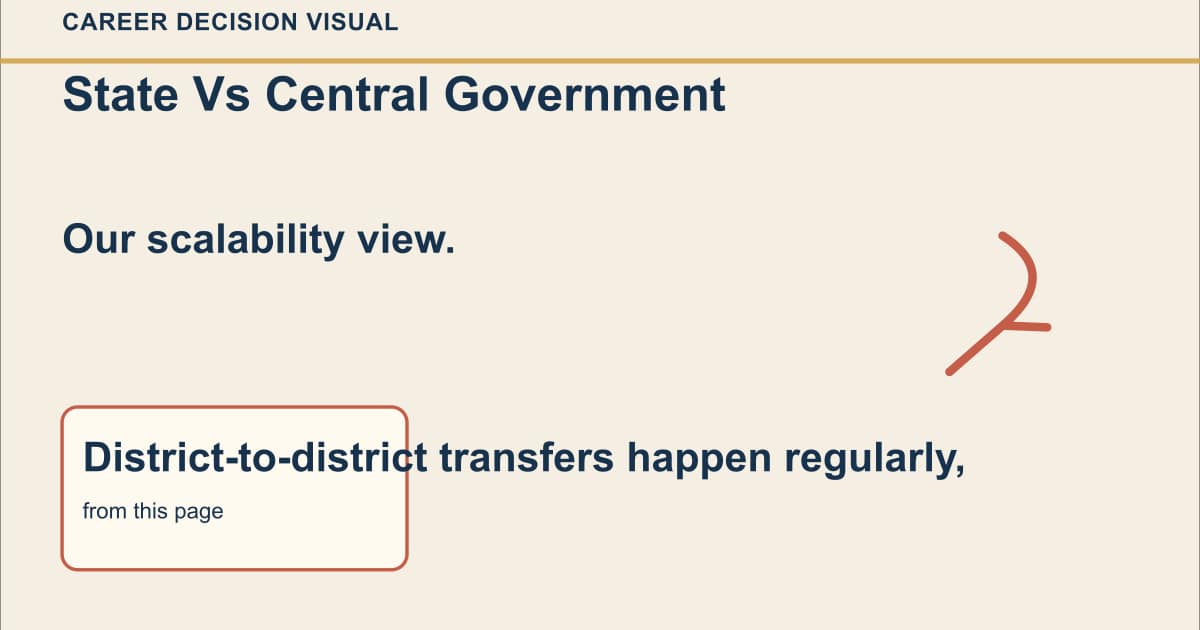 CAREER DECISION VISUAL
State Vs Central Government
Our scalability view.
District-to-district transfers happen regularly,
from this page